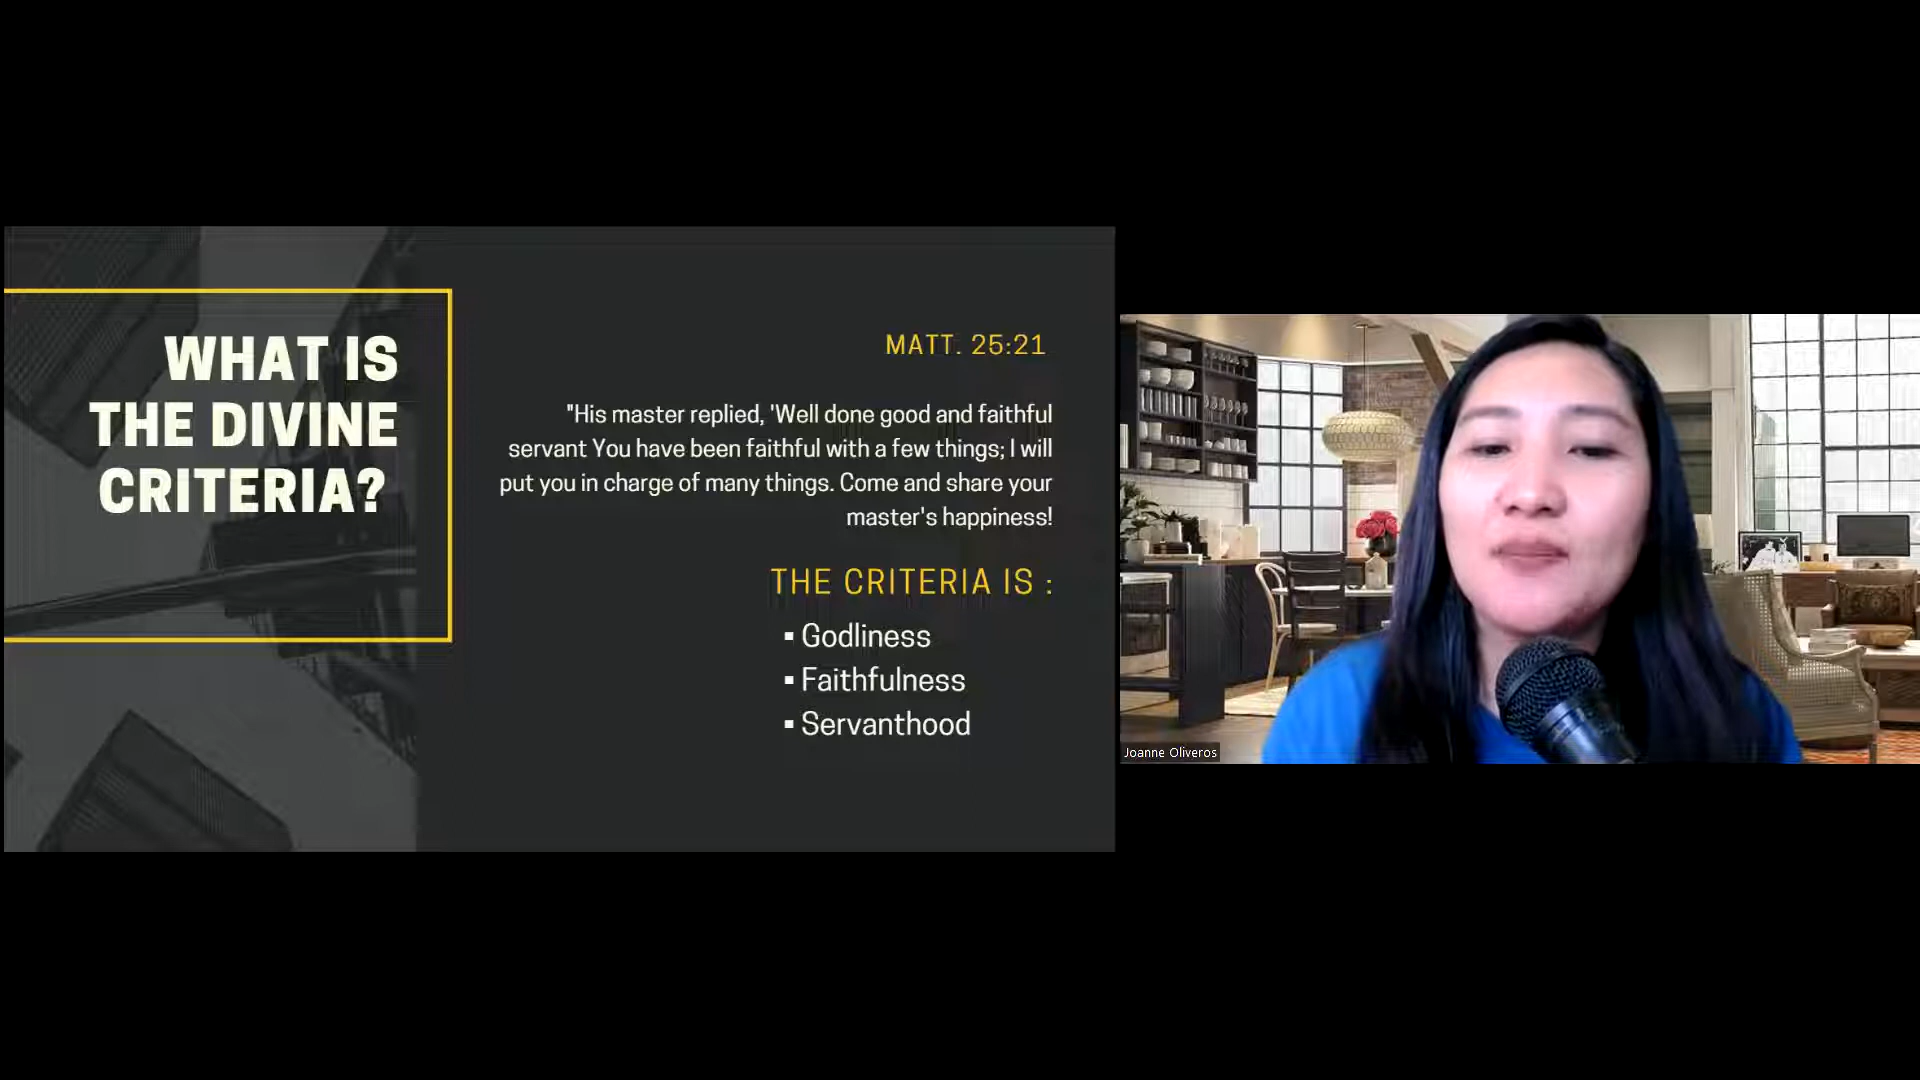 WHAT IS
THE DIVINE
CRITERIA?
MATT. 25:21
"His master replied, 'Well done good and faithful
servant You have been faithful with a few things; I will
put you in charge of many things. Come and share your
master's happiness!
THE CRITERIA IS :
▪ Godliness
▪ Faithfulness
▪ Servanthood
Joanne Oliveros